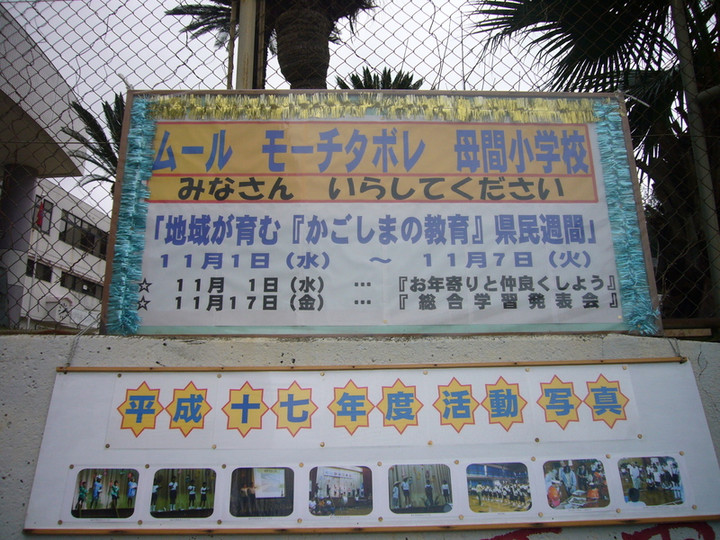 ムール　モーチタボレ　母間小学校
みなさん　いらしてください
「地域が育む『かごしまの教育』県民週間」
１１月１日（水）　～　１１月７日（火）
☆　１１月　１日（水）　…　『お年寄りと仲良くしよう』
☆　１１月１７日（金）　…　『総合学習発表会』
平成十七年度活動写真